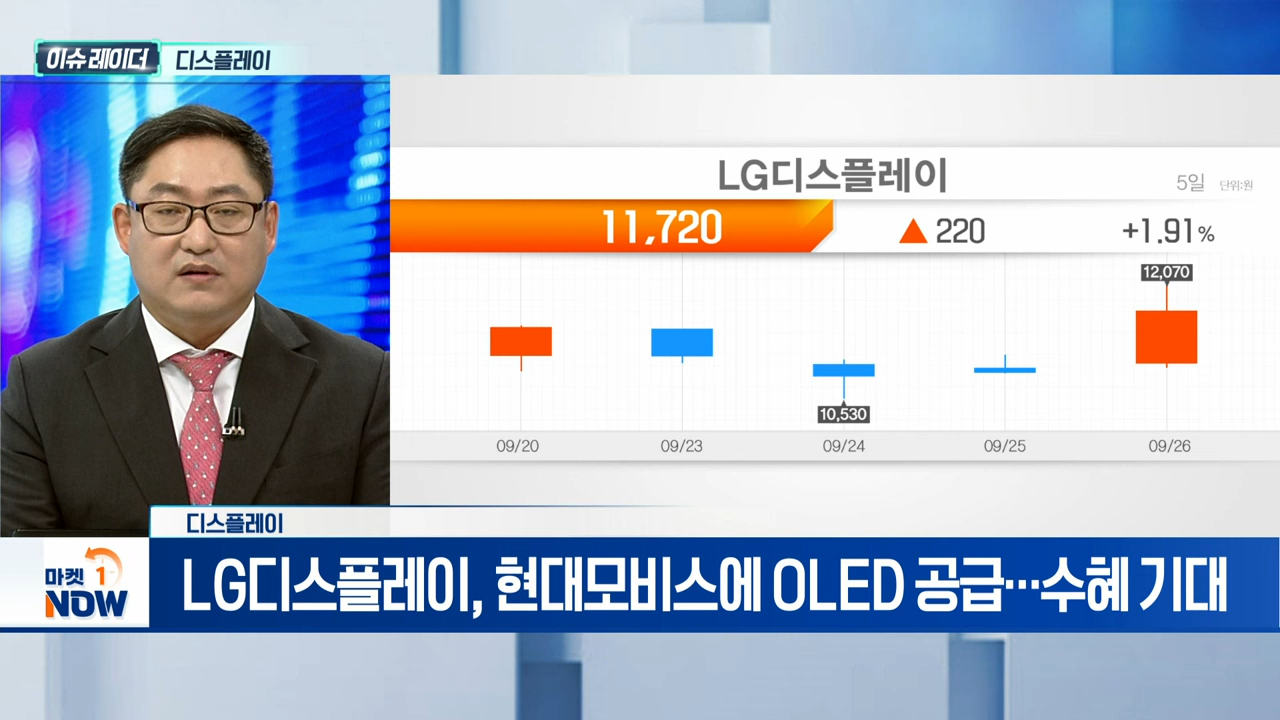 이슈 레이더 디스플레이
LG디스플레이
5일 단위:원
11,720 ▲ 220 +1.91%
12,070
10,530
09/20 09/23 09/24 09/25 09/26
디스플레이
마켓 1
NOW
LG디스플레이, 현대모비스에 OLED 공급…수혜 기대